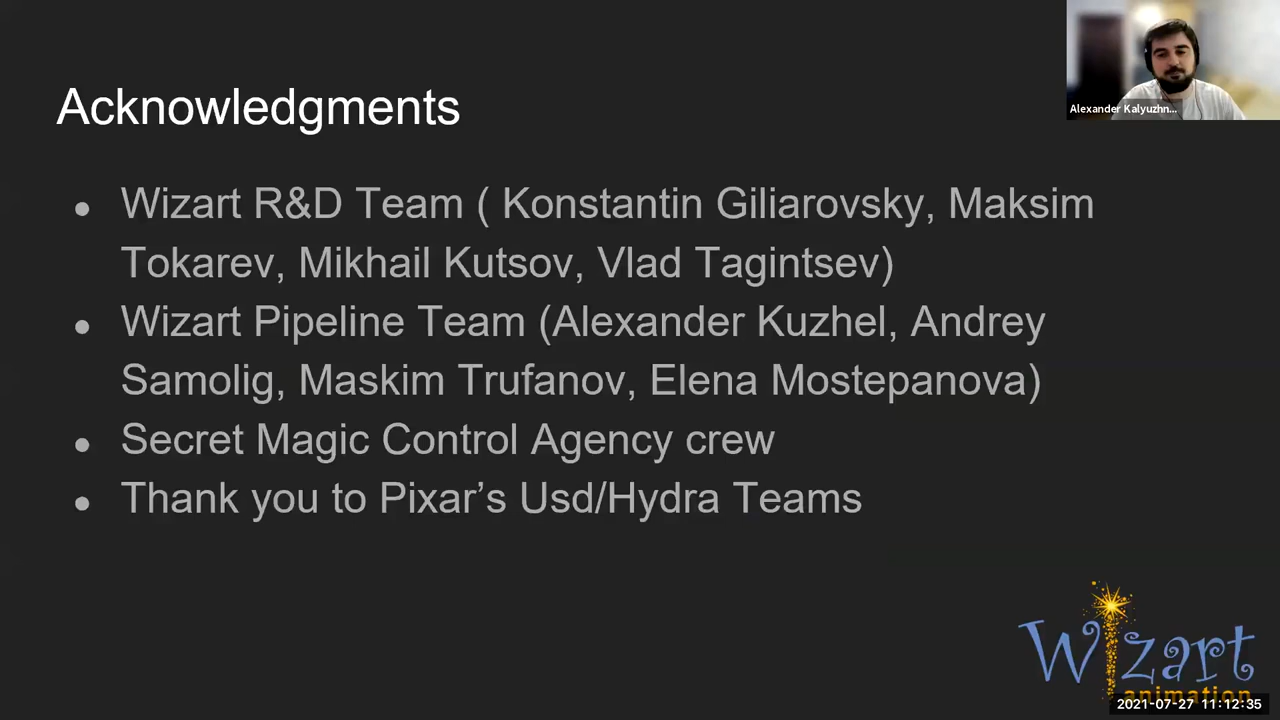 Alexander Kalyuzhn...
Acknowledgments
● Wizart R&D Team ( Konstantin Giliarovsky, Maksim
Tokarev, Mikhail Kutsov, Vlad Tagintsev)
● Wizart Pipeline Team (Alexander Kuzhel, Andrey
Samolig, Maskim Trufanov, Elena Mostepanova)
● Secret Magic Control Agency crew
● Thank you to Pixar’s Usd/Hydra Teams
Wizart
animation
2021-07-27 11:12:35